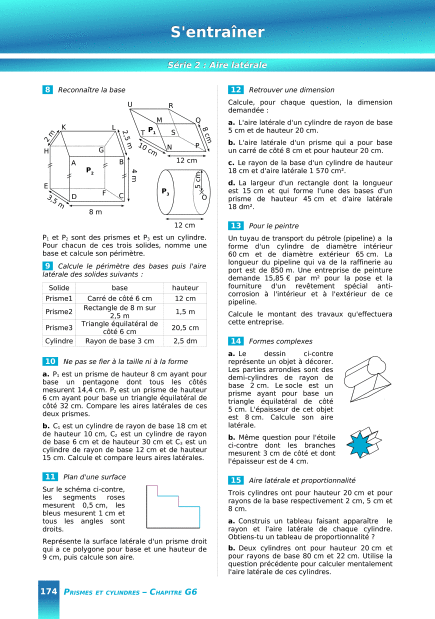 S'entraîner
Série 2 : Aire latérale
8 Reconnaître la base
U R
K L M O
T P₁ S
2 m 2,5 m 10 cm N P 8 cm
H G 12 cm
A B
P₂ 4 m
E F P₃ 5 cm
D C O
3,5 m
8 m 12 cm
P₁ et P₂ sont des prismes et P₃ est un cylindre.
Pour chacun de ces trois solides, nomme une
base et calcule son périmètre.
9 Calcule le périmètre des bases puis l'aire
latérale des solides suivants :
Solide base hauteur
Prisme1 Carré de côté 6 cm 12 cm
Prisme2 Rectangle de 8 m sur
2,5 m 1,5 m
Prisme3 Triangle équilatéral de
côté 6 cm 20,5 cm
Cylindre Rayon de base 3 cm 2,5 dm
10 Ne pas se fier à la taille ni à la forme
a. P₁ est un prisme de hauteur 8 cm ayant pour
base un pentagone dont tous les côtés
mesurent 14,4 cm. P₂ est un prisme de hauteur
6 cm ayant pour base un triangle équilatéral de
côté 32 cm. Compare les aires latérales de ces
deux prismes.
b. C₁ est un cylindre de rayon de base 18 cm et
de hauteur 10 cm, C₂ est un cylindre de rayon
de base 6 cm et de hauteur 30 cm et C₃ est un
cylindre de rayon de base 12 cm et de hauteur
15 cm. Calcule et compare leurs aires latérales.
11 Plan d'une surface
Sur le schéma ci-contre,
les segments roses
mesurent 0,5 cm, les
bleus mesurent 1 cm et
tous les angles sont
droits.
Représente la surface latérale d'un prisme droit
qui a ce polygone pour base et une hauteur de
9 cm, puis calcule son aire.
12 Retrouver une dimension
Calcule, pour chaque question, la dimension
demandée :
a. L'aire latérale d'un cylindre de rayon de base
5 cm et de hauteur 20 cm.
b. L'aire latérale d'un prisme qui a pour base
un carré de côté 8 cm et pour hauteur 20 cm.
c. Le rayon de la base d'un cylindre de hauteur
18 cm et d'aire latérale 1 570 cm².
d. La largeur d'un rectangle dont la longueur
est 15 cm et qui forme l'une des bases d'un
prisme de hauteur 45 cm et d'aire latérale
18 dm².
13 Pour le peintre
Un tuyau de transport du pétrole (pipeline) a la
forme d'un cylindre de diamètre intérieur
60 cm et de diamètre extérieur 65 cm. La
longueur du pipeline qui va de la raffinerie au
port est de 850 m. Une entreprise de peinture
demande 15,85 € par m² pour la pose et la
fourniture d'un revêtement spécial anti-
corrosion à l'intérieur et à l'extérieur de ce
pipeline.
Calcule le montant des travaux qu'effectuera
cette entreprise.
14 Formes complexes
a. Le dessin ci-contre
représente un objet à décorer.
Les parties arrondies sont des
demi-cylindres de rayon de
base 2 cm. Le socle est un
prisme ayant pour base un
triangle équilatéral de côté
5 cm. L'épaisseur de cet objet
est 8 cm. Calcule son aire
latérale.
b. Même question pour l'étoile
ci-contre dont les branches
mesurent 3 cm de côté et dont
l'épaisseur est de 4 cm.
15 Aire latérale et proportionnalité
Trois cylindres ont pour hauteur 20 cm et pour
rayons de la base respectivement 2 cm, 5 cm et
8 cm.
a. Construis un tableau faisant apparaître le
rayon et l'aire latérale de chaque cylindre.
Obtiens-tu un tableau de proportionnalité ?
b. Deux cylindres ont pour hauteur 20 cm et
pour rayons de base 80 cm et 22 cm. Utilise la
question précédente pour calculer mentalement
l'aire latérale de ces cylindres.
174 PRISMES ET CYLINDRES – CHAPITRE G6